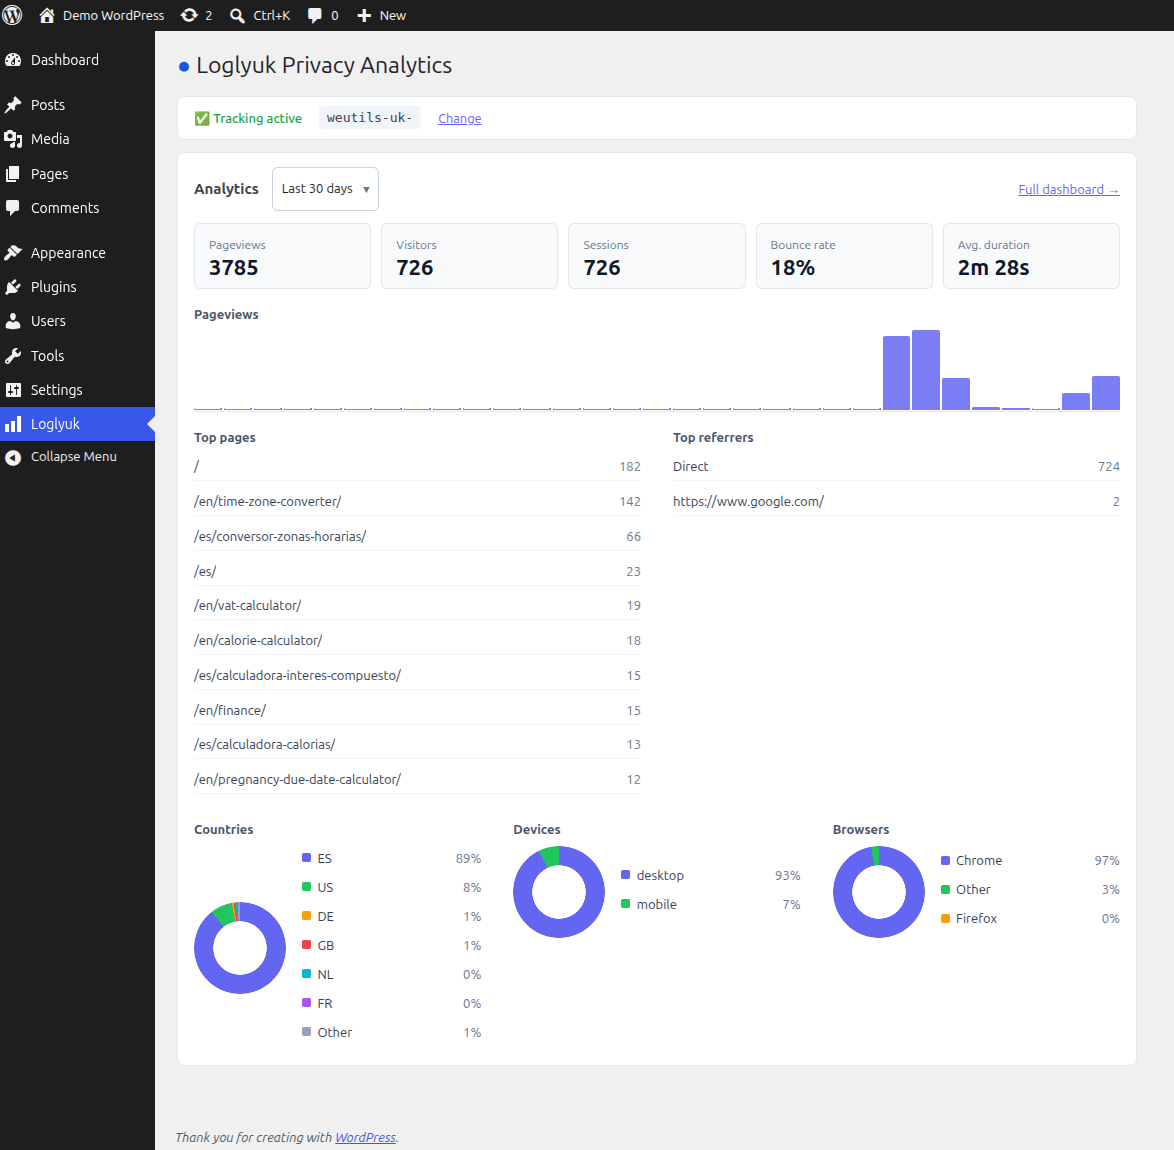 Demo WordPress 2 Ctrl+K 0 New
Dashboard
Posts
Media
Pages
Comments
Appearance
Plugins
Users
Tools
Settings
Loglyuk
Collapse Menu
Loglyuk Privacy Analytics
Tracking active weutils-uk- Change
Analytics Last 30 days Full dashboard →
Pageviews
3785
Visitors
726
Sessions
726
Bounce rate
18%
Avg. duration
2m 28s
Pageviews
Top pages
/ 182
/en/time-zone-converter/ 142
/es/conversor-zonas-horarias/ 66
/es/ 23
/en/vat-calculator/ 19
/en/calorie-calculator/ 18
/es/calculadora-interes-compuesto/ 15
/en/finance/ 15
/es/calculadora-calorias/ 13
/en/pregnancy-due-date-calculator/ 12
Top referrers
Direct 724
https://www.google.com/ 2
Countries
ES 89%
US 8%
DE 1%
GB 1%
NL 0%
FR 0%
Other 1%
Devices
desktop 93%
mobile 7%
Browsers
Chrome 97%
Other 3%
Firefox 0%
Thank you for creating with WordPress.